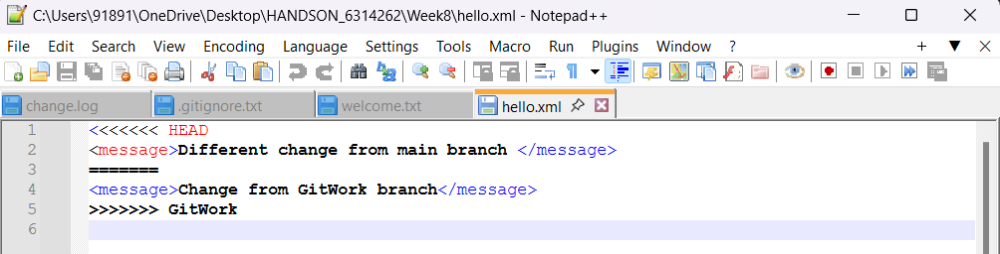 C:\Users\91891\OneDrive\Desktop\HANDSON_6314262\Week8\hello.xml - Notepad++
File Edit Search View Encoding Language Settings Tools Macro Run Plugins Window ?
change.log .gitignore.txt welcome.txt hello.xml
1 <<<<<<< HEAD
2 <message>Different change from main branch </message>
3 =======
4 <message>Change from GitWork branch</message>
5 >>>>>>> GitWork
6